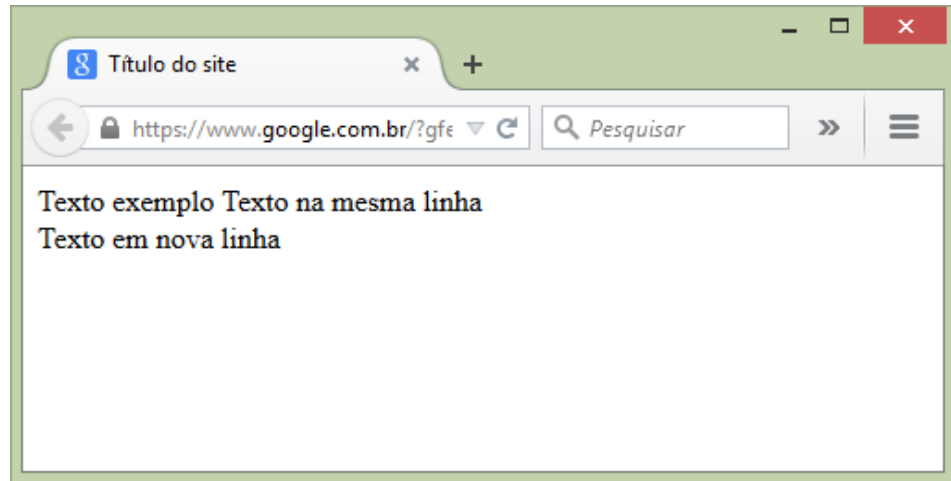 8 Título do site
https://www.google.com.br/?gfe Pesquisar
Texto exemplo Texto na mesma linha
Texto em nova linha